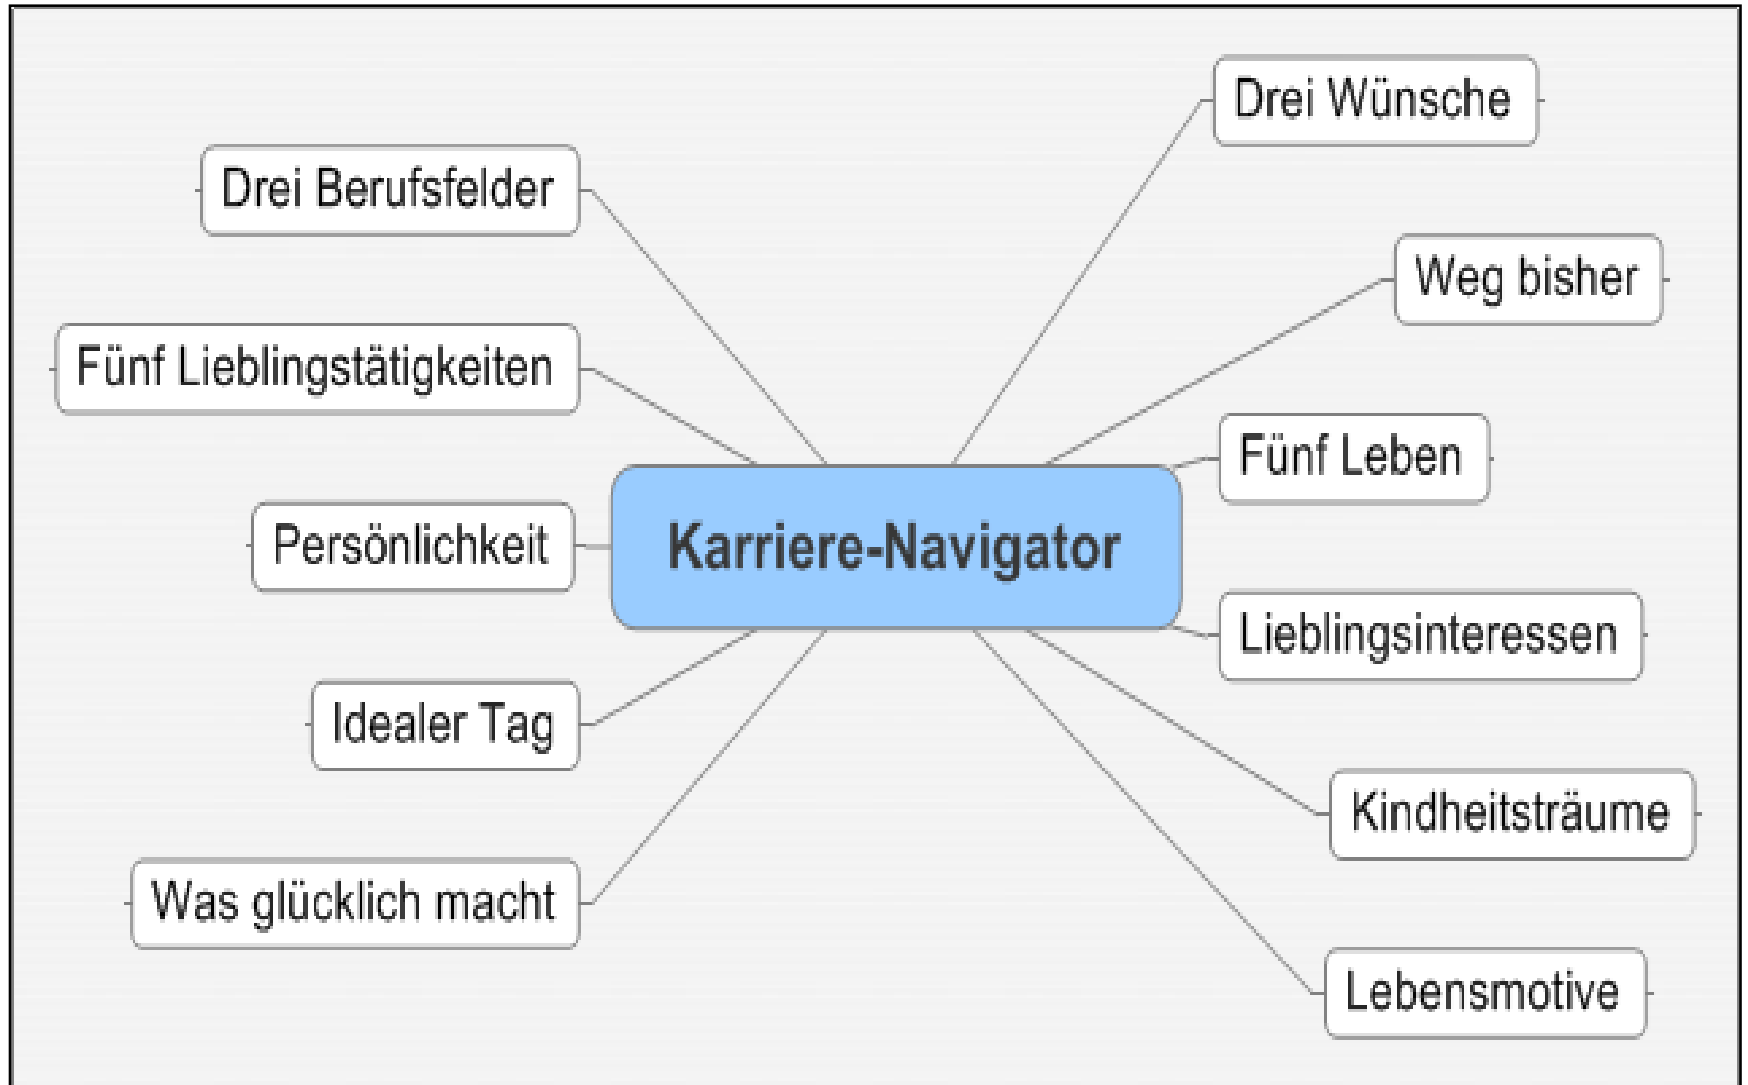 Drei Wünsche
Drei Berufsfelder
Weg bisher
Fünf Lieblingstätigkeiten
Fünf Leben
Persönlichkeit
Karriere-Navigator
Lieblingsinteressen
Idealer Tag
Kindheitsträume
Was glücklich macht
Lebensmotive